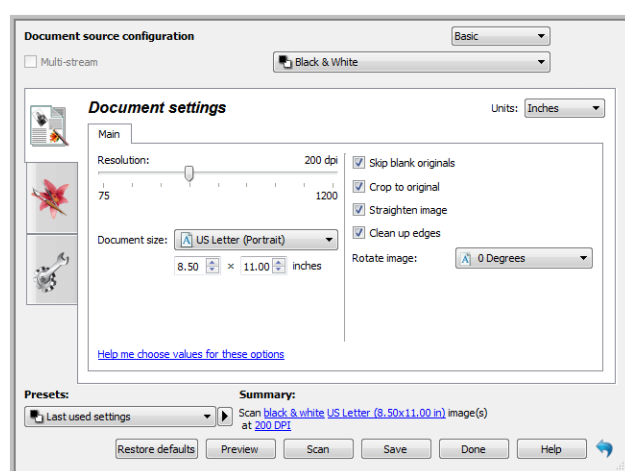 Document source configuration
Basic
Multi-stream
Black & White
Document settings
Units: Inches
Main
Resolution: 200 dpi
75 1200
Document size: US Letter (Portrait)
8.50 × 11.00 inches
Skip blank originals
Crop to original
Straighten image
Clean up edges
Rotate image: A 0 Degrees
Help me choose values for these options
Presets:
Last used settings
Summary:
Scan black & white US Letter (8.50x11.00 in) image(s)
at 200 DPI
Restore defaults Preview Scan Save Done Help